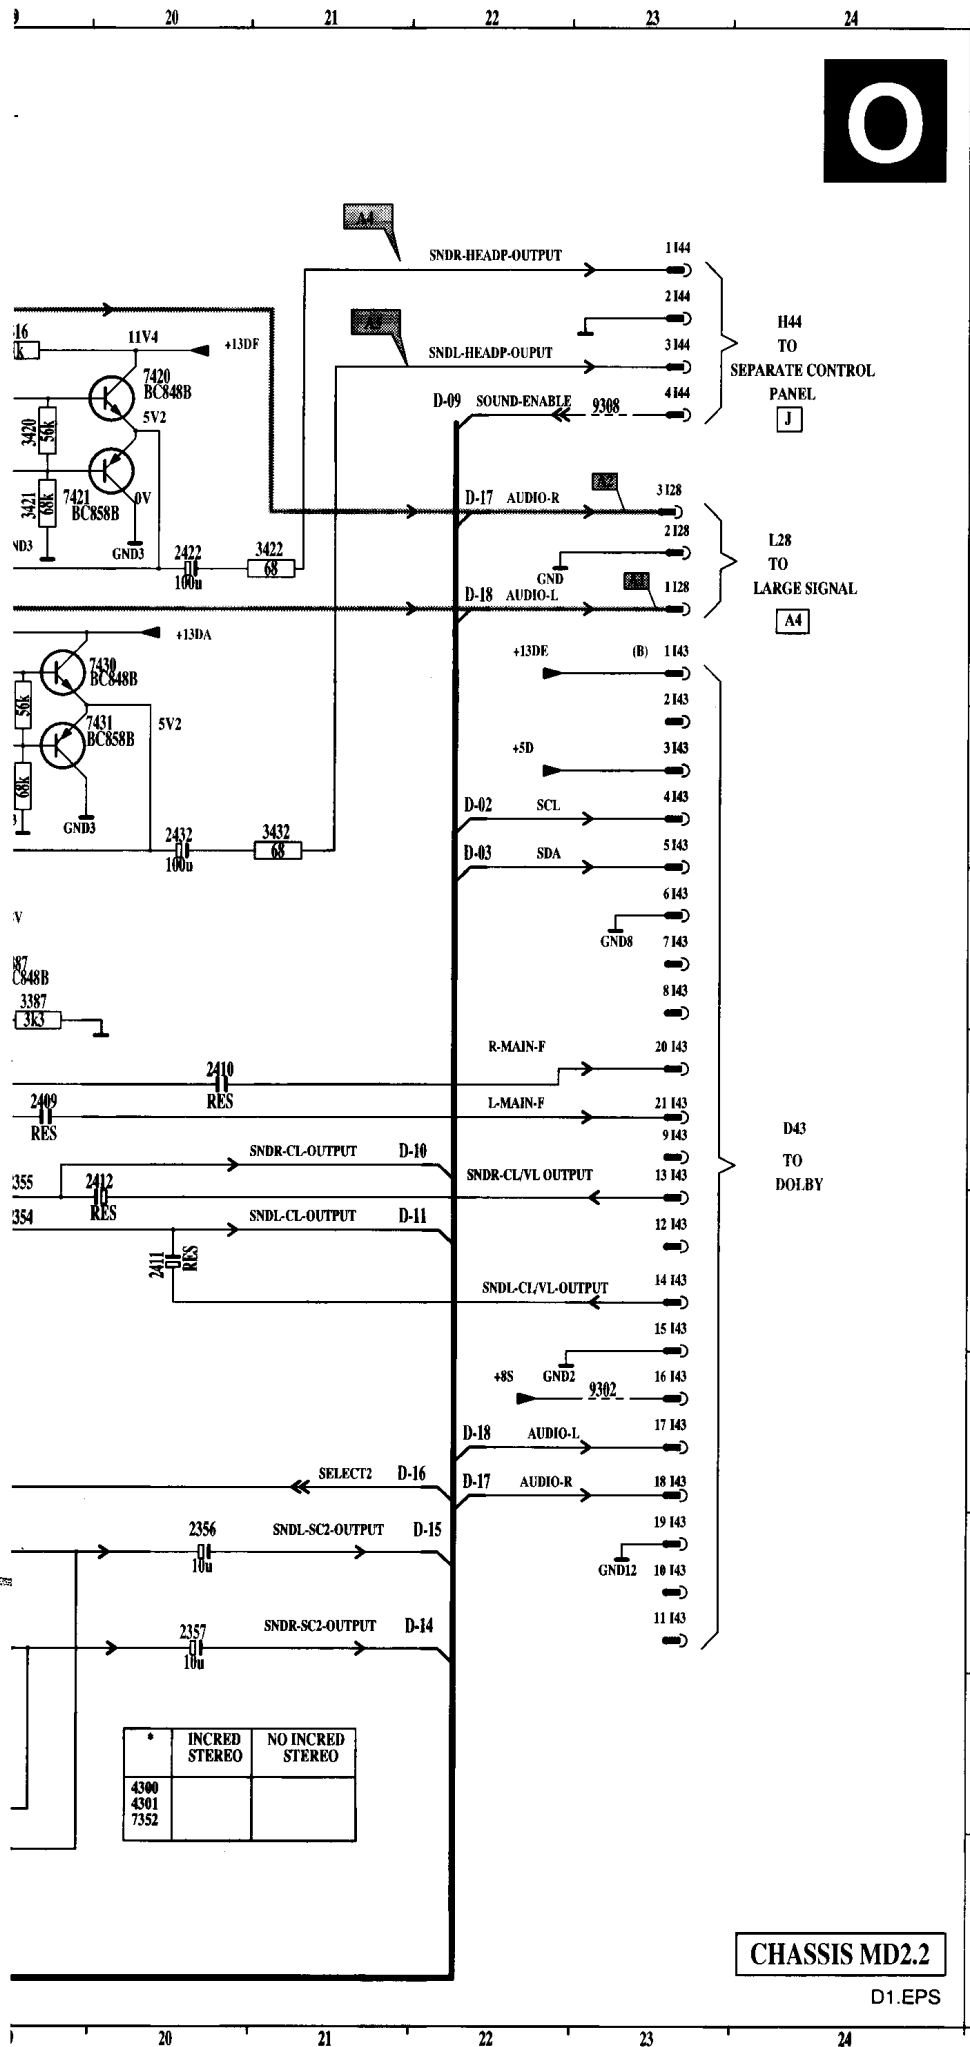 20 21 22 23 24
O
A4
SNDR-HEADP-OUTPUT
1 I44
2 I44
11V4
+13DF
SNDL-HEADP-OUPUT
3 I44
H44
TO
SEPARATE CONTROL
PANEL
J
7420
BC848B
D-09
SOUND-ENABLE
9308
4 I44
5V2
3420
56k
3421
68k
7421
BC858B
0V
GND3
D-17
AUDIO-R
A2
3 I28
2 I28
GND
L28
TO
LARGE SIGNAL
A4
2422
100u
3422
68
D-18
AUDIO-L
1 I28
+13DA
+13DE
(B)
1 I43
7430
BC848B
56k
2 I43
7431
BC858B
5V2
+5D
3 I43
68k
GND3
D-02
SCL
4 I43
2432
100u
3432
68
D-03
SDA
5 I43
6 I43
GND8
7 I43
C848B
8 I43
3387
3k3
R-MAIN-F
20 I43
2410
RES
2409
RES
L-MAIN-F
21 I43
9 I43
D43
TO
DOLBY
SNDR-CL-OUTPUT
D-10
2355
2412
RES
SNDR-CL/VL OUTPUT
13 I43
2354
SNDL-CL-OUTPUT
D-11
12 I43
2411
RES
SNDL-CL/VL-OUTPUT
14 I43
15 I43
GND2
+8S
9302
16 I43
D-18
AUDIO-L
17 I43
SELECT2
D-16
D-17
AUDIO-R
18 I43
2356
10u
SNDL-SC2-OUTPUT
D-15
19 I43
GND12
10 I43
2357
10u
SNDR-SC2-OUTPUT
D-14
11 I43
* INCRED STEREO NO INCRED STEREO
4300
4301
7352
CHASSIS MD2.2
D1.EPS
20 21 22 23 24